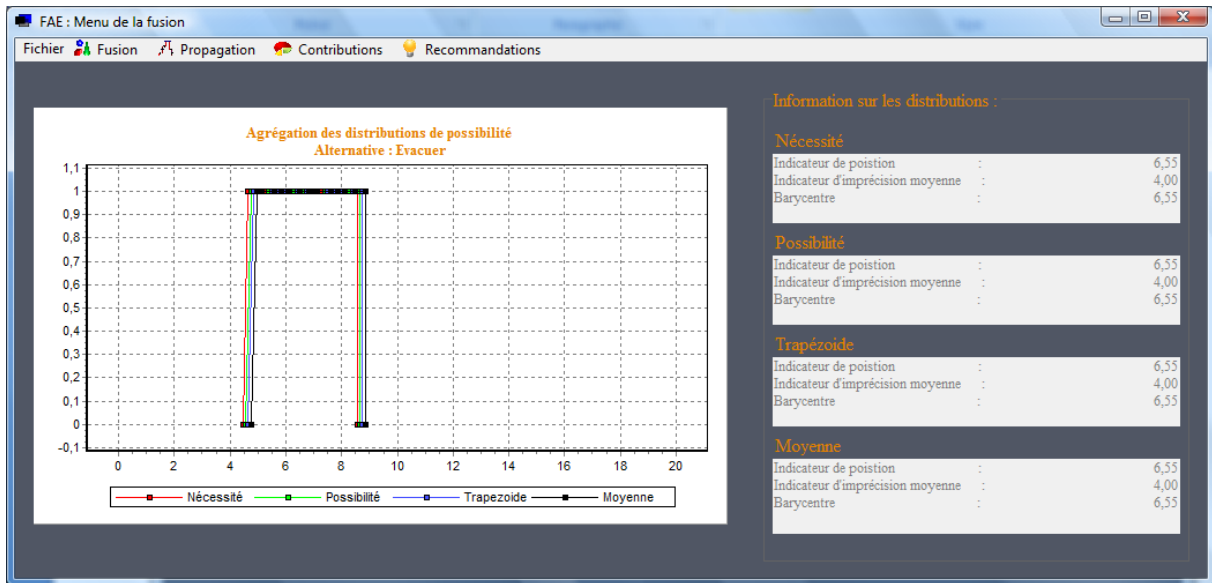 FAE : Menu de la fusion
Fichier Fusion Propagation Contributions Recommandations
Agrégation des distributions de possibilité
Alternative : Evacuer
1,1
1
0,9
0,8
0,7
0,6
0,5
0,4
0,3
0,2
0,1
0
-0,1
0 2 4 6 8 10 12 14 16 18 20
Nécessité Possibilité Trapezoide Moyenne
Information sur les distributions :
Nécessité
Indicateur de poistion : 6,55
Indicateur d'imprécision moyenne : 4,00
Barycentre : 6,55
Possibilité
Indicateur de poistion : 6,55
Indicateur d'imprécision moyenne : 4,00
Barycentre : 6,55
Trapézoide
Indicateur de poistion : 6,55
Indicateur d'imprécision moyenne : 4,00
Barycentre : 6,55
Moyenne
Indicateur de poistion : 6,55
Indicateur d'imprécision moyenne : 4,00
Barycentre : 6,55